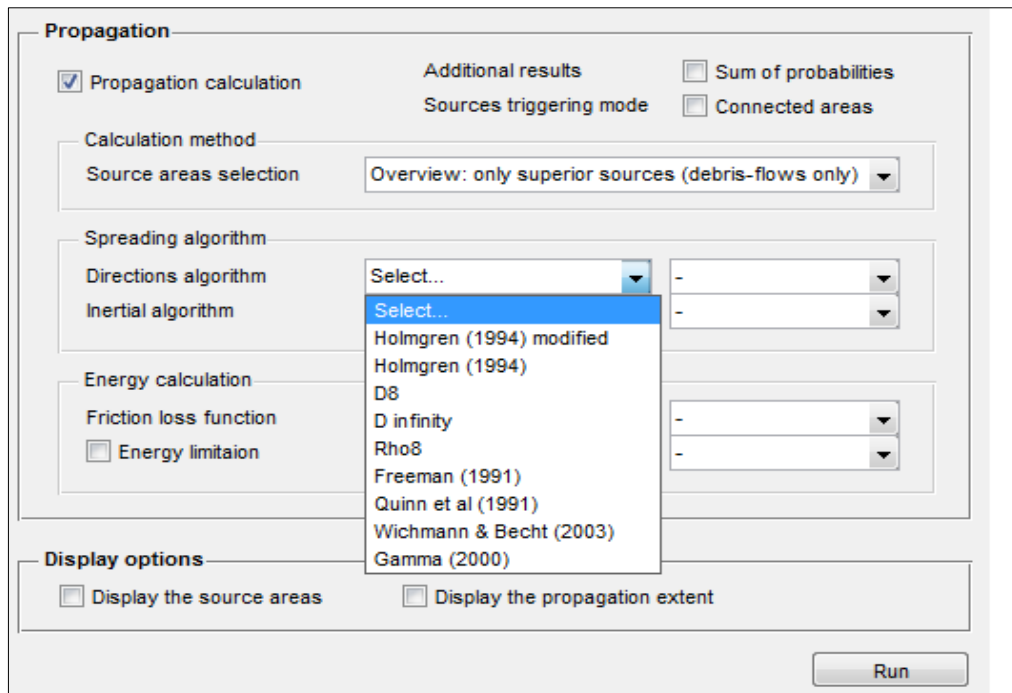 Propagation
Propagation calculation
Additional results
Sum of probabilities
Sources triggering mode
Connected areas
Calculation method
Source areas selection
Overview: only superior sources (debris-flows only)
Spreading algorithm
Directions algorithm
Select...
-
Inertial algorithm
-
Select...
Holmgren (1994) modified
Holmgren (1994)
D8
D infinity
Rho8
Freeman (1991)
Quinn et al (1991)
Wichmann & Becht (2003)
Gamma (2000)
Energy calculation
Friction loss function
-
Energy limitaion
-
Display options
Display the source areas
Display the propagation extent
Run